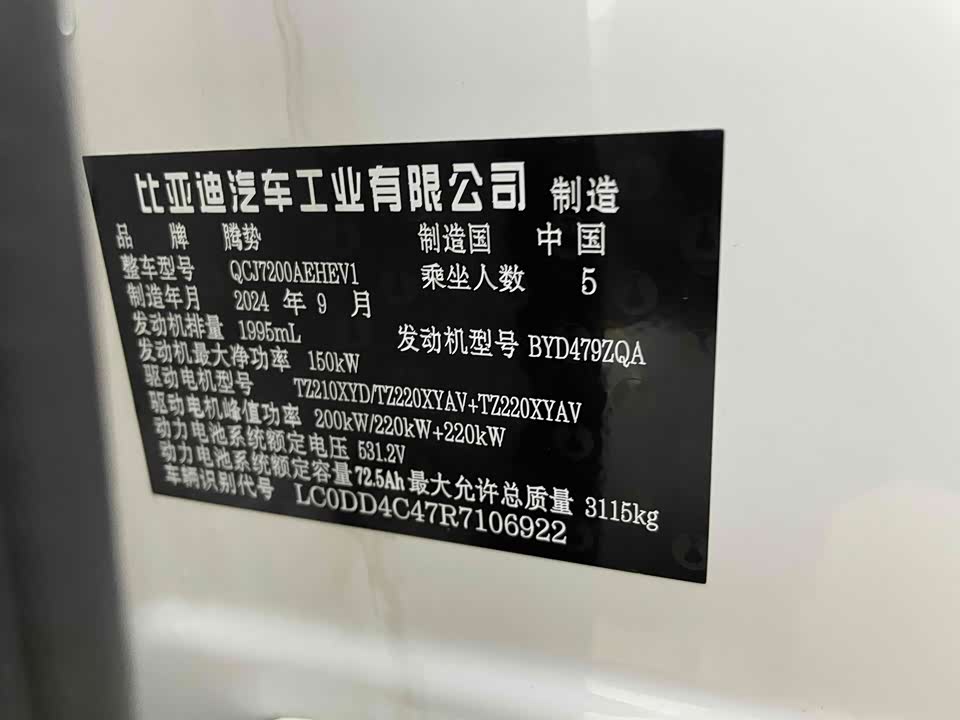 比亚迪汽车工业有限公司 制造
品 牌 腾势 制造国 中国
整车型号 QCJ7200AEHEV1 乘坐人数 5
制造年月 2024 年 9 月
发动机排量 1995mL 发动机型号 BYD479ZQA
发动机最大净功率 150kW
驱动电机型号 TZ210XYD/TZ220XYAV+TZ220XYAV
驱动电机峰值功率 200kW/220kW+220kW
动力电池系统额定电压 531.2V
动力电池系统额定容量 72.5Ah 最大允许总质量 3115kg
车辆识别代号 LC0DD4C47R7106922